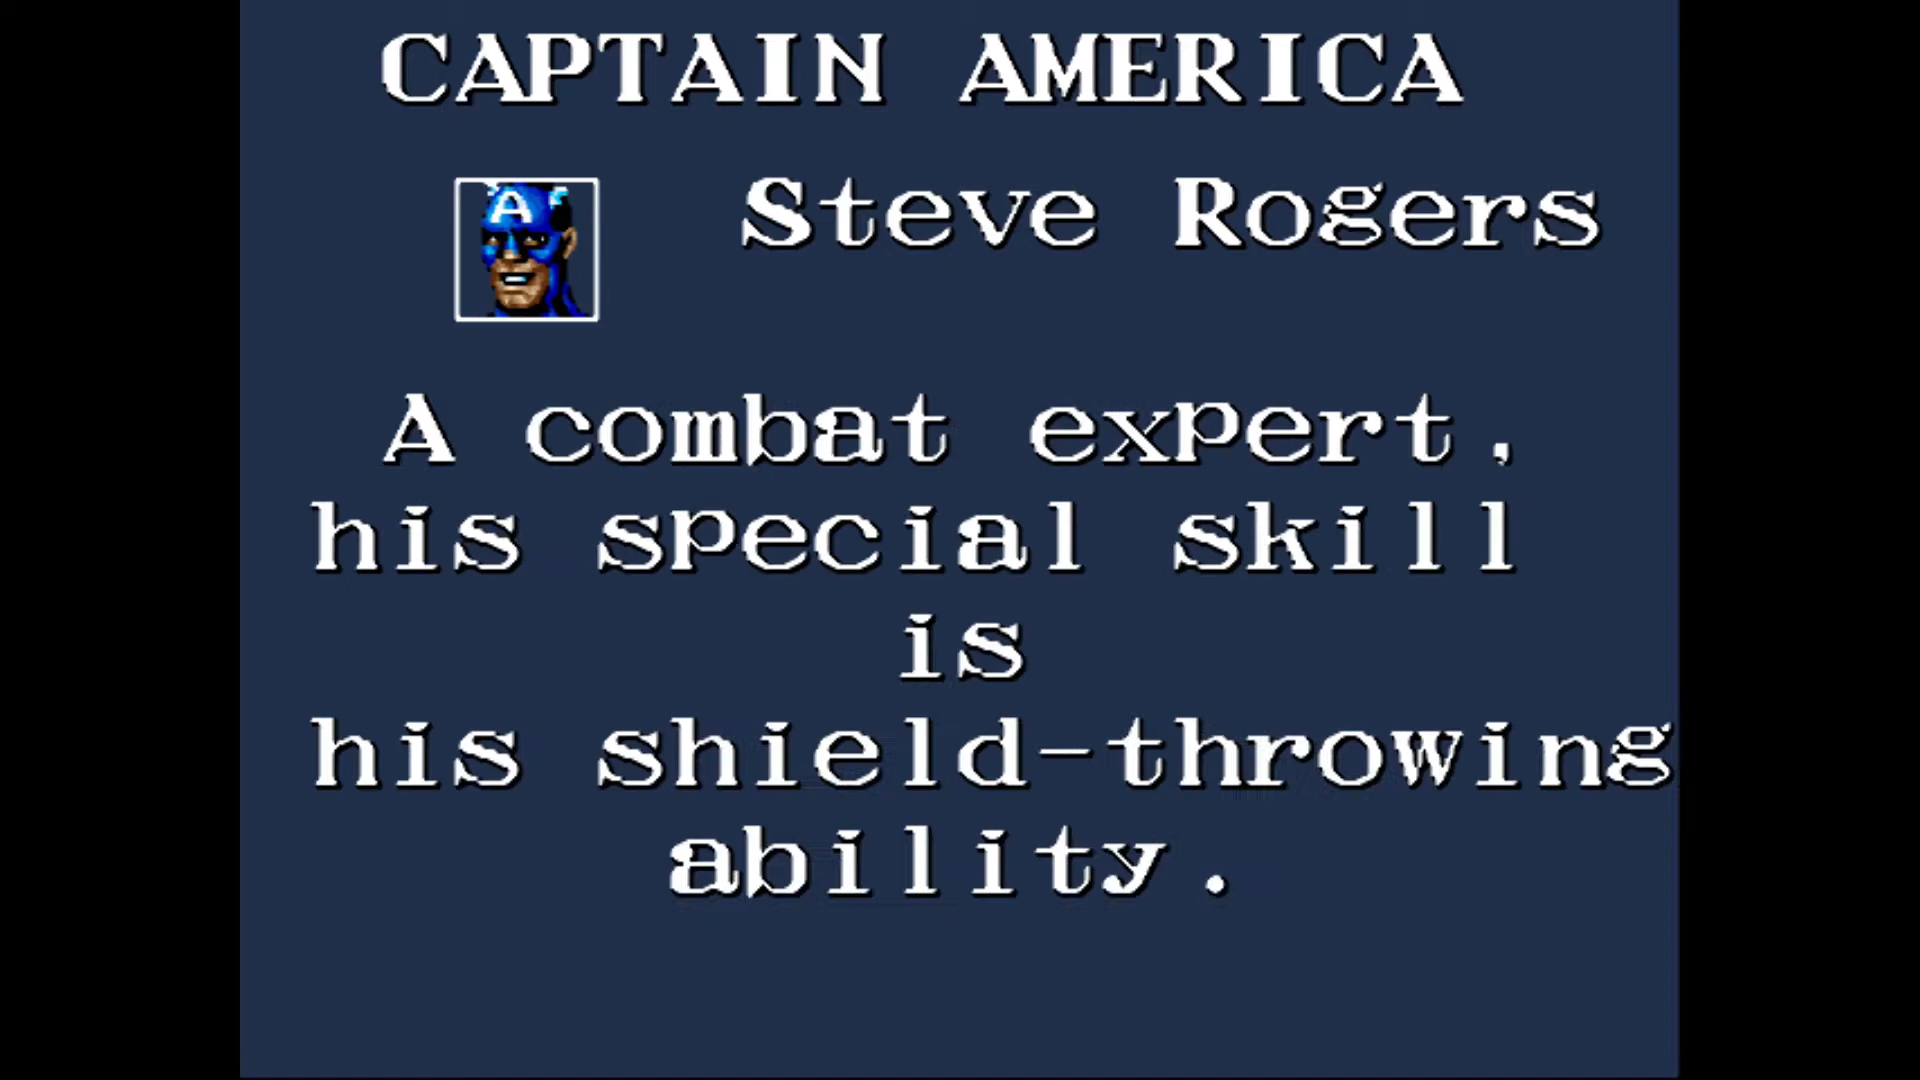 CAPTAIN AMERICA
A
Steve Rogers
A combat expert,
his special skill
is
his shield-throwing
ability.